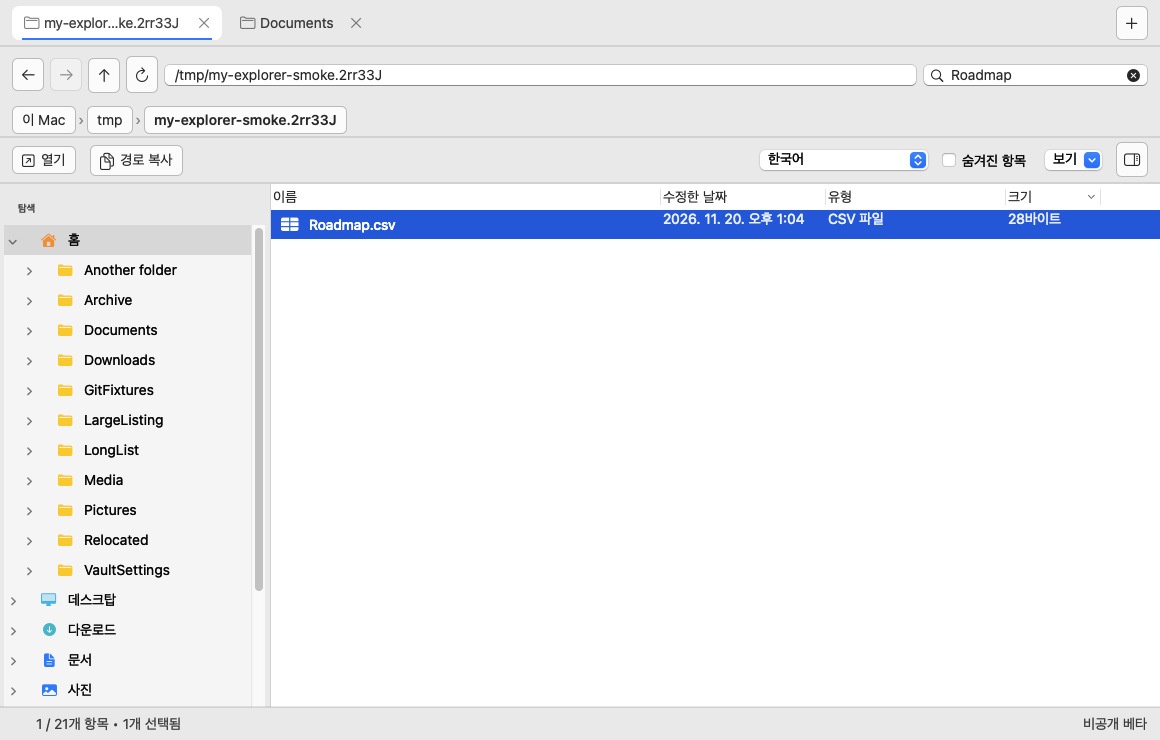 my-explor...ke.2rr33J
Documents
/tmp/my-explorer-smoke.2rr33J
Roadmap
이 Mac
tmp
my-explorer-smoke.2rr33J
열기
경로 복사
한국어
숨겨진 항목
보기
탐색
이름
수정한 날짜
유형
크기
Roadmap.csv
2026. 11. 20. 오후 1:04
CSV 파일
28바이트
홈
Another folder
Archive
Documents
Downloads
GitFixtures
LargeListing
LongList
Media
Pictures
Relocated
VaultSettings
데스크탑
다운로드
문서
사진
1 / 21개 항목 • 1개 선택됨
비공개 베타